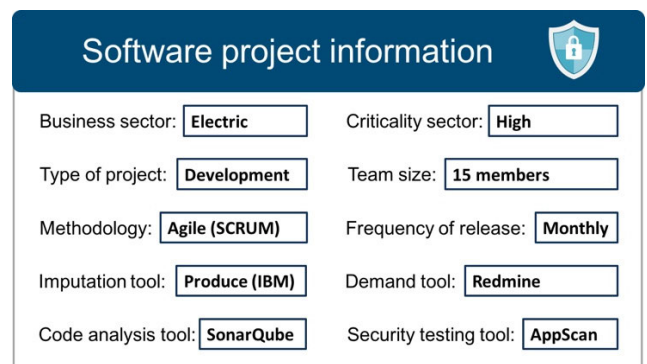 Software project information
Business sector: Electric
Criticality sector: High
Type of project: Development
Team size: 15 members
Methodology: Agile (SCRUM)
Frequency of release: Monthly
Imputation tool: Produce (IBM)
Demand tool: Redmine
Code analysis tool: SonarQube
Security testing tool: AppScan